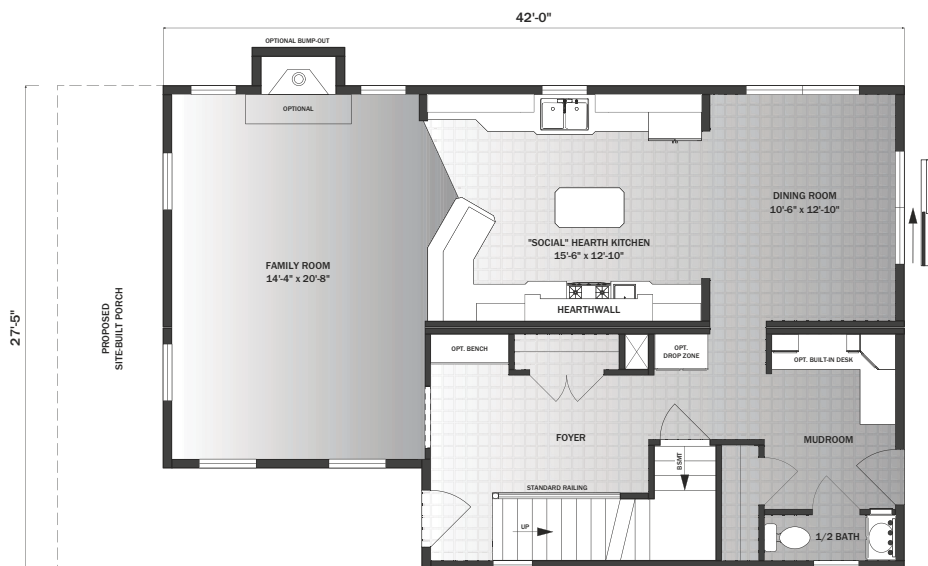 42'-0"
OPTIONAL BUMP-OUT
OPTIONAL
DINING ROOM
10'-6" x 12'-10"
"SOCIAL" HEARTH KITCHEN
15'-6" x 12'-10"
FAMILY ROOM
14'-4" x 20'-8"
HEARTHWALL
27'-5"
PROPOSED
SITE-BUILT PORCH
OPT. BENCH
OPT.
DROP ZONE
OPT. BUILT-IN DESK
FOYER
MUDROOM
BSMT
STANDARD RAILING
UP
1/2 BATH